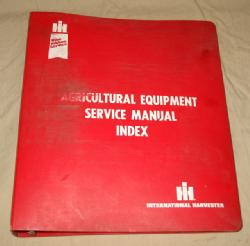 AGRICULTURAL EQUIPMENT
SERVICE MANUAL
INDEX
INTERNATIONAL HARVESTER